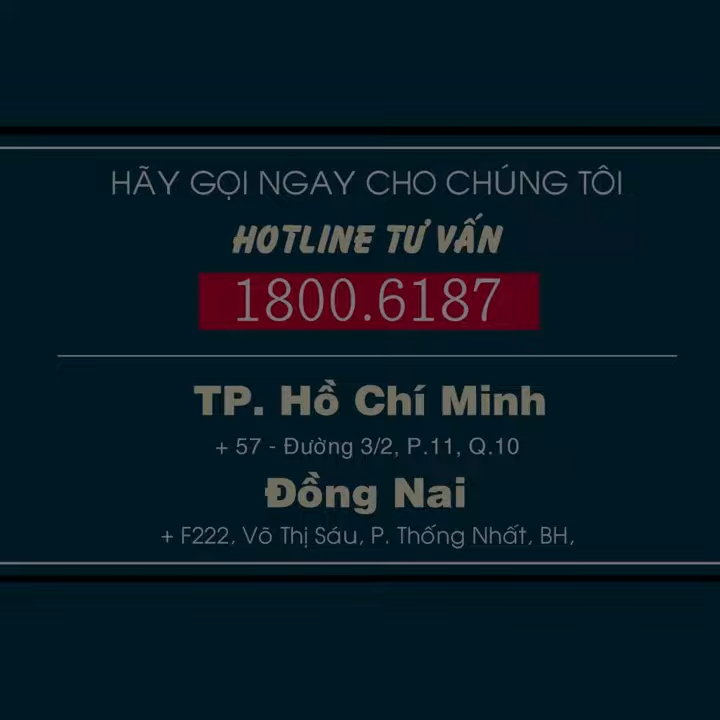 HÃY GỌI NGAY CHO CHÚNG TÔI
HOTLINE TƯ VẤN
1800.6187
TP. Hồ Chí Minh
+ 57 - Đường 3/2, P.11, Q.10
Đồng Nai
+ F222, Võ Thị Sáu, P. Thống Nhất, BH,